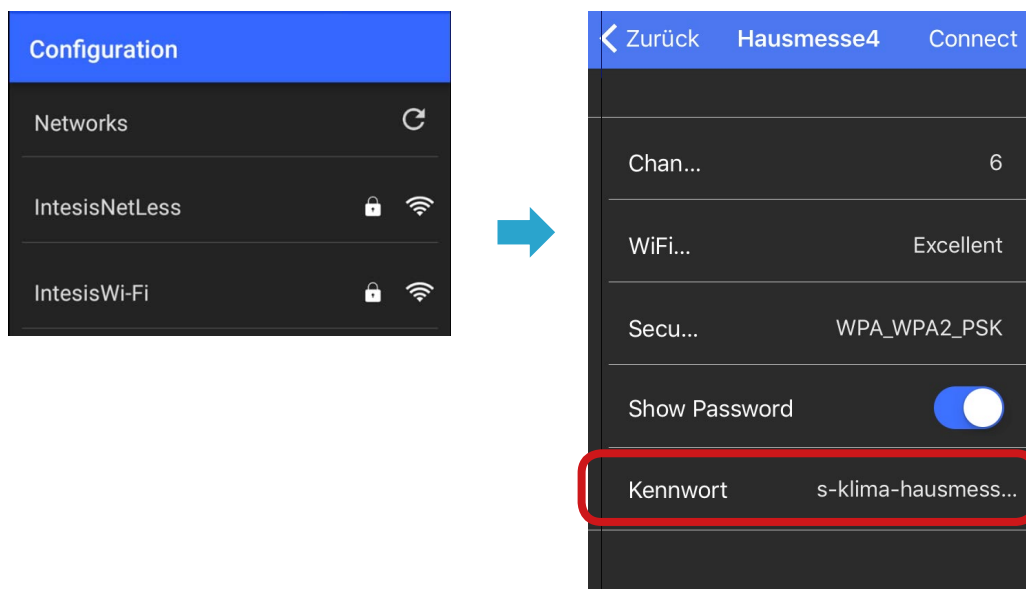 Configuration
Networks
IntesisNetLess
IntesisWi-Fi
Zurück Hausmesse4 Connect
Chan... 6
WiFi... Excellent
Secu... WPA_WPA2_PSK
Show Password
Kennwort s-klima-hausmess...